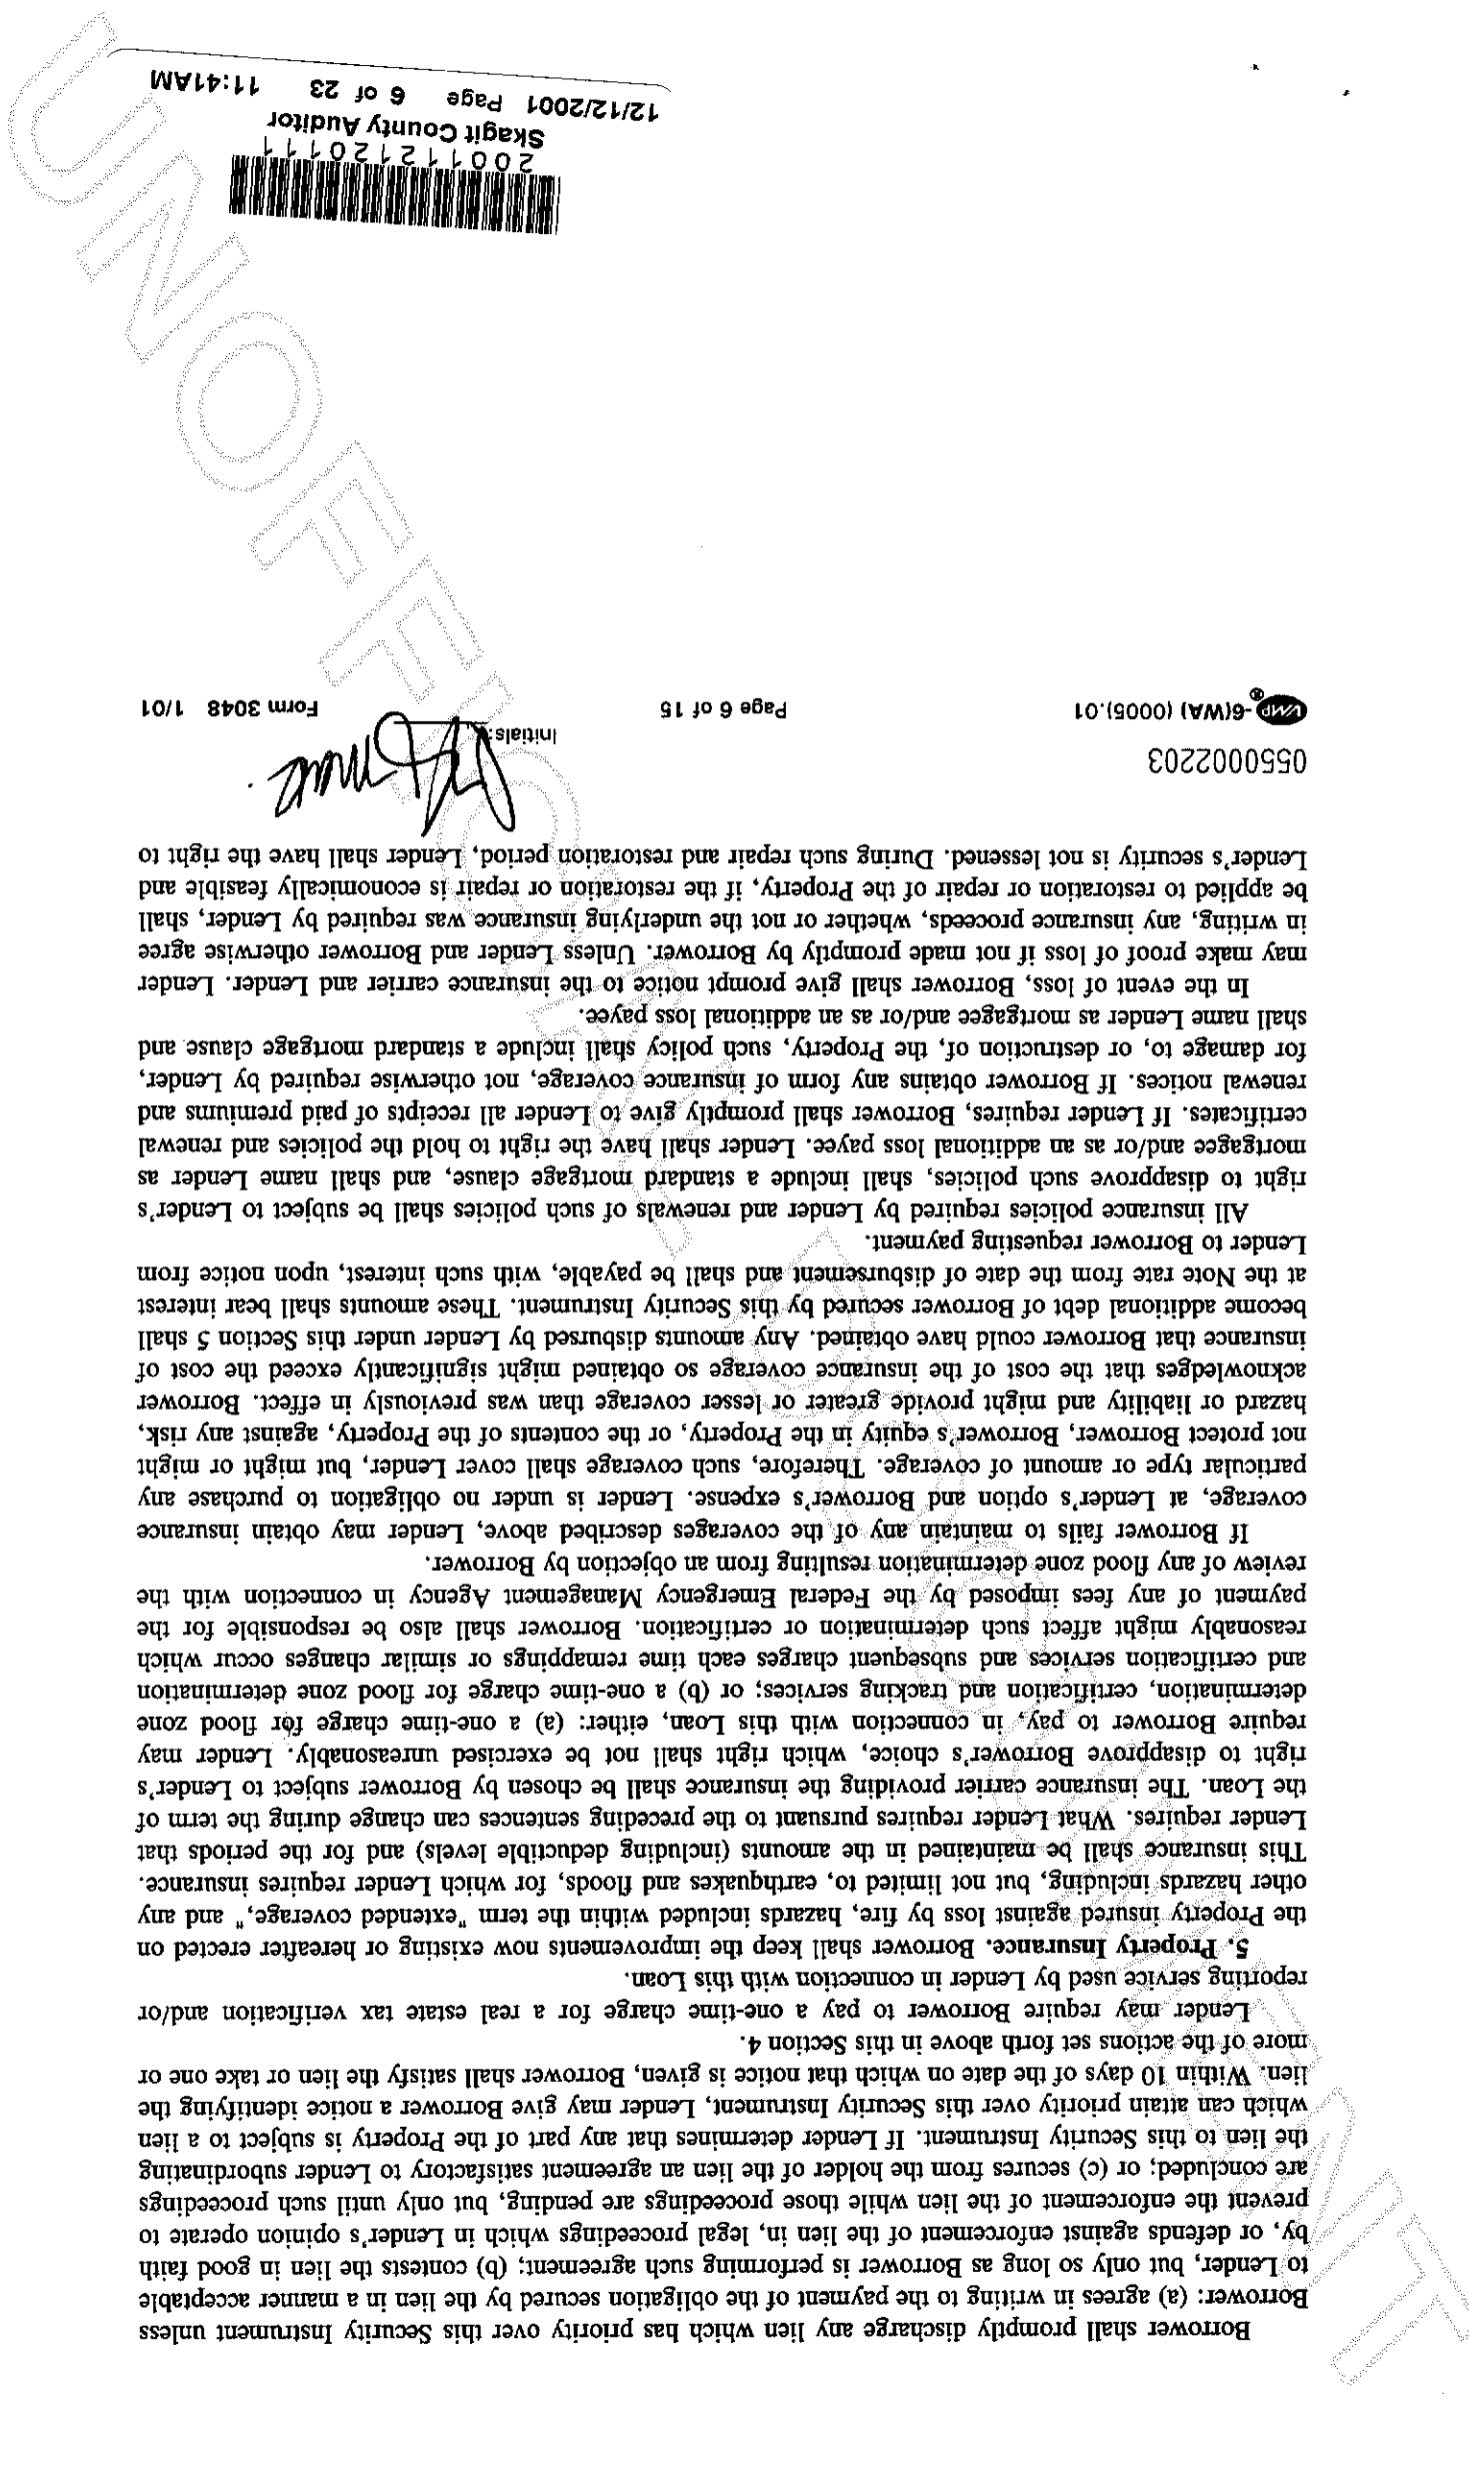 Borrower shall promptly discharge any lien which has priority over this Security Instrument unless
Borrower: (a) agrees in writing to the payment of the obligation secured by the lien in a manner acceptable
to Lender, but only so long as Borrower is performing such agreement; (b) contests the lien in good faith
by, or defends against enforcement of the lien in, legal proceedings which in Lender's opinion operate to
prevent the enforcement of the lien while those proceedings are pending, but only until such proceedings
are concluded; or (c) secures from the holder of the lien an agreement satisfactory to Lender subordinating
the lien to this Security Instrument. If Lender determines that any part of the Property is subject to a lien
which can attain priority over this Security Instrument, Lender may give Borrower a notice identifying the
lien. Within 10 days of the date on which that notice is given, Borrower shall satisfy the lien or take one or
more of the actions set forth above in this Section 4.
Lender may require Borrower to pay a one-time charge for a real estate tax verification and/or
reporting service used by Lender in connection with this Loan.
5. Property Insurance. Borrower shall keep the improvements now existing or hereafter erected on
the Property insured against loss by fire, hazards included within the term "extended coverage," and any
other hazards including, but not limited to, earthquakes and floods, for which Lender requires insurance.
This insurance shall be maintained in the amounts (including deductible levels) and for the periods that
Lender requires. What Lender requires pursuant to the preceding sentences can change during the term of
the Loan. The insurance carrier providing the insurance shall be chosen by Borrower subject to Lender's
right to disapprove Borrower's choice, which right shall not be exercised unreasonably. Lender may
require Borrower to pay, in connection with this Loan, either: (a) a one-time charge for flood zone
determination, certification and tracking services; or (b) a one-time charge for flood zone determination
and certification services and subsequent charges each time remappings or similar changes occur which
reasonably might affect such determination or certification. Borrower shall also be responsible for the
payment of any fees imposed by the Federal Emergency Management Agency in connection with the
review of any flood zone determination resulting from an objection by Borrower.
If Borrower fails to maintain any of the coverages described above, Lender may obtain insurance
coverage, at Lender's option and Borrower's expense. Lender is under no obligation to purchase any
particular type or amount of coverage. Therefore, such coverage shall cover Lender, but might or might
not protect Borrower, Borrower's equity in the Property, or the contents of the Property, against any risk,
hazard or liability and might provide greater or lesser coverage than was previously in effect. Borrower
acknowledges that the cost of the insurance coverage so obtained might significantly exceed the cost of
insurance that Borrower could have obtained. Any amounts disbursed by Lender under this Section 5 shall
become additional debt of Borrower secured by this Security Instrument. These amounts shall bear interest
at the Note rate from the date of disbursement and shall be payable, with such interest, upon notice from
Lender to Borrower requesting payment.
All insurance policies required by Lender and renewals of such policies shall be subject to Lender's
right to disapprove such policies, shall include a standard mortgage clause, and shall name Lender as
mortgagee and/or as an additional loss payee. Lender shall have the right to hold the policies and renewal
certificates. If Lender requires, Borrower shall promptly give to Lender all receipts of paid premiums and
renewal notices. If Borrower obtains any form of insurance coverage, not otherwise required by Lender,
for damage to, or destruction of, the Property, such policy shall include a standard mortgage clause and
shall name Lender as mortgagee and/or as an additional loss payee.
In the event of loss, Borrower shall give prompt notice to the insurance carrier and Lender. Lender
may make proof of loss if not made promptly by Borrower. Unless Lender and Borrower otherwise agree
in writing, any insurance proceeds, whether or not the underlying insurance was required by Lender, shall
be applied to restoration or repair of the Property, if the restoration or repair is economically feasible and
Lender's security is not lessened. During such repair and restoration period, Lender shall have the right to
0550002203
Initials:
VMP -6(WA) (0005).01 Page 6 of 15 Form 3048 1/01
200112120111
Skagit County Auditor
12/12/2001 Page 6 of 23 11:41AM
UNOFFICIAL DOCUMENT